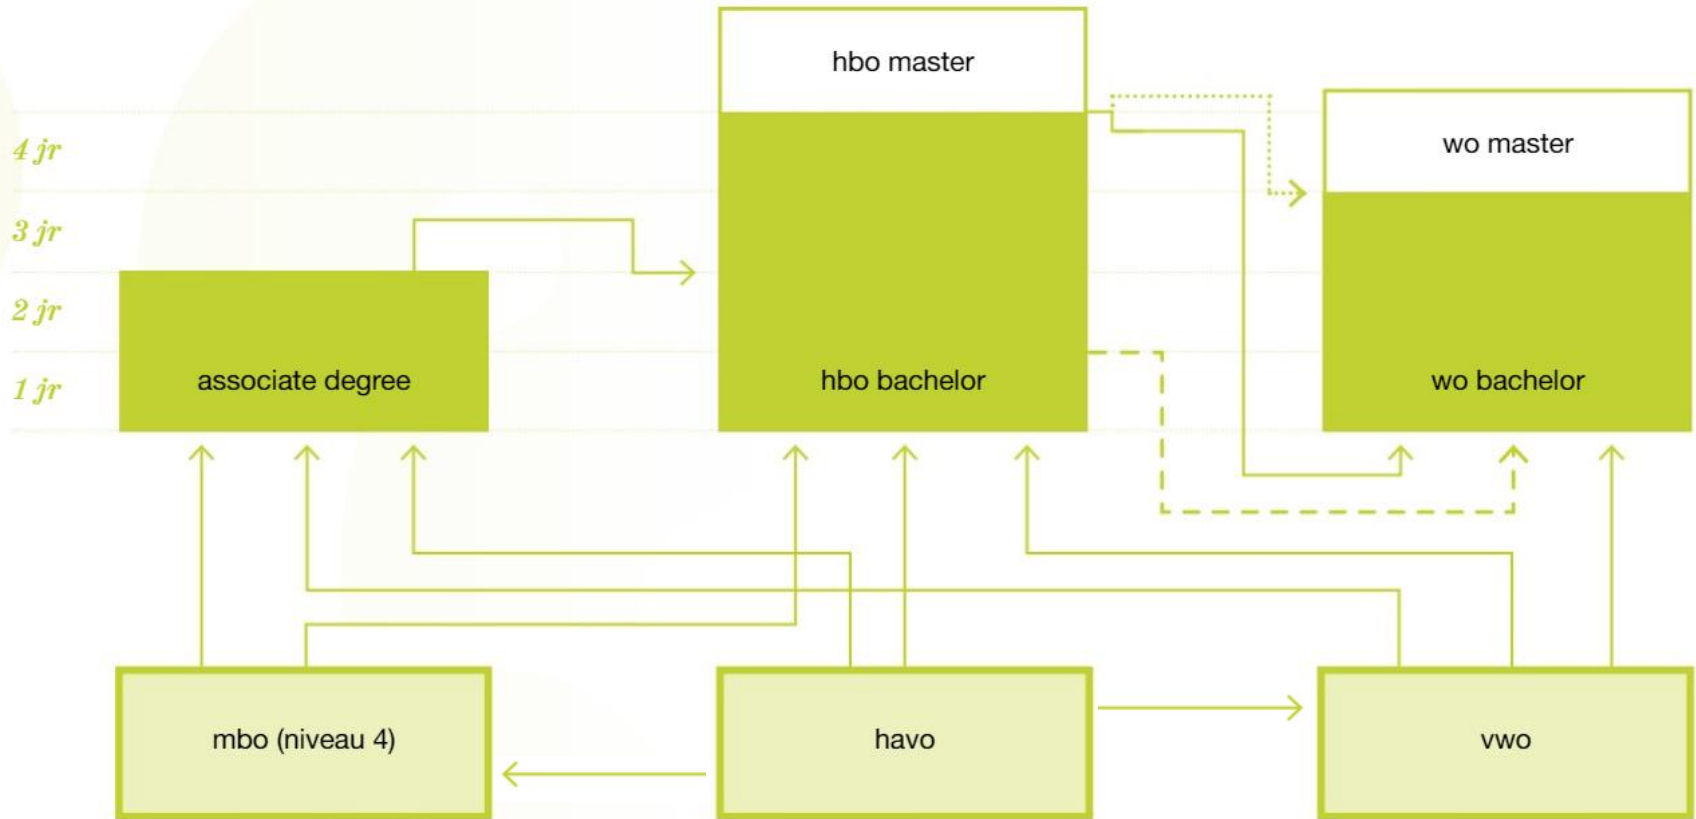 hbo master
wo master
4 jr
3 jr
2 jr
1 jr
associate degree
hbo bachelor
wo bachelor
mbo (niveau 4)
havo
vwo